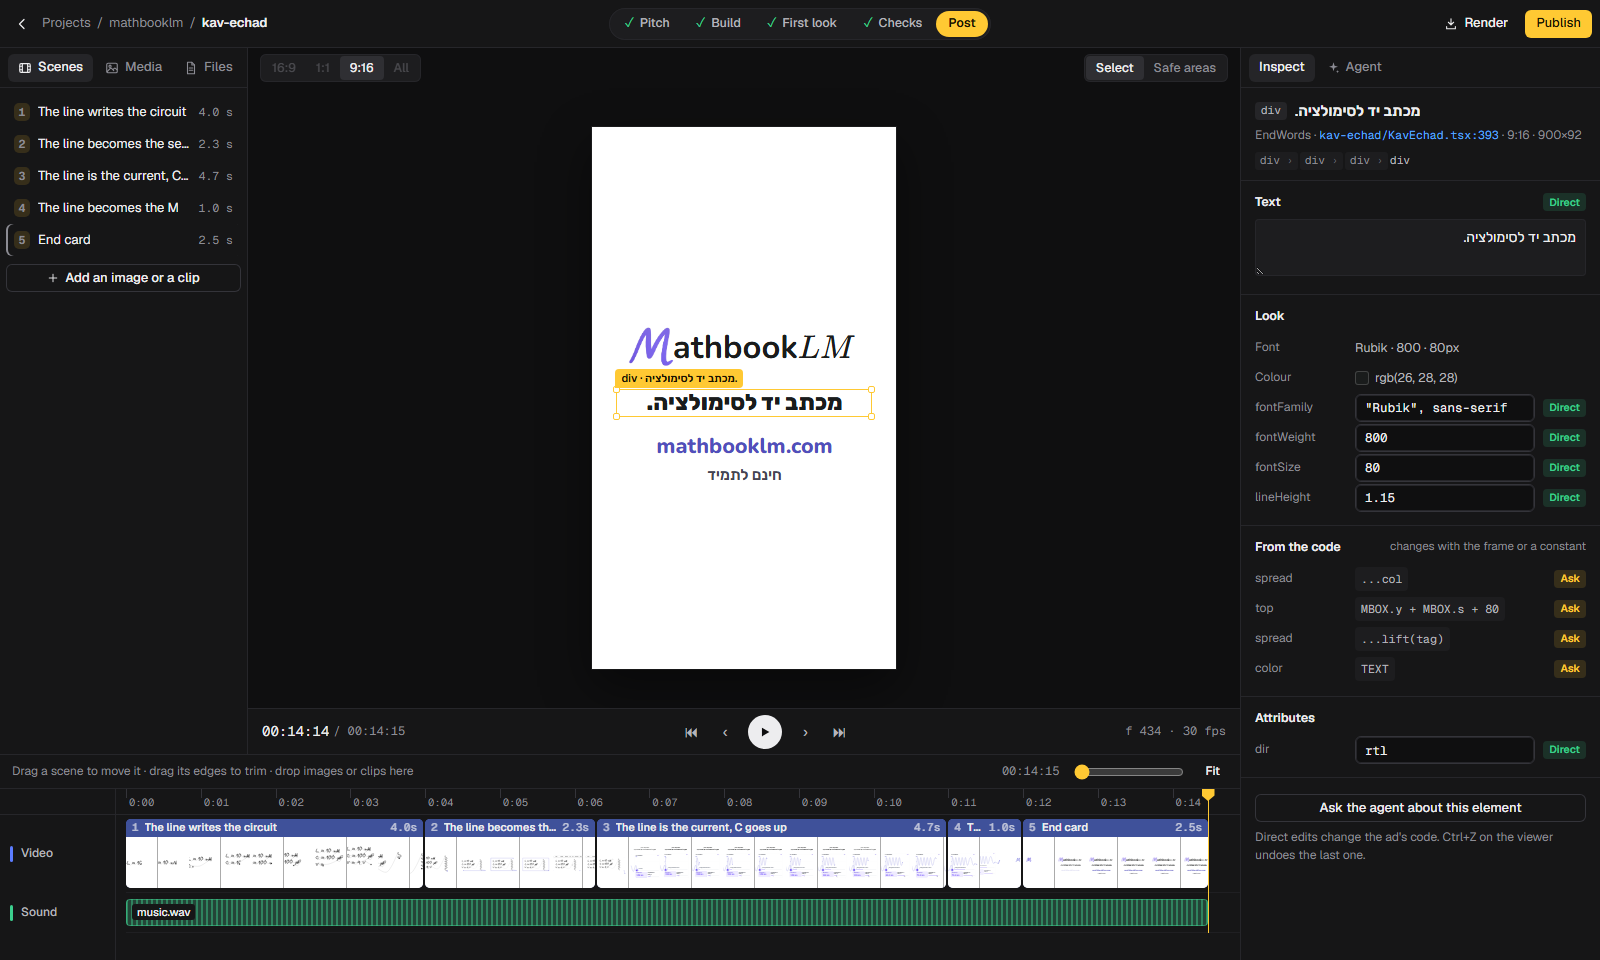 Projects / mathbooklm / kav-echad
✓ Pitch ✓ Build ✓ First look ✓ Checks Post
Render Publish
Scenes Media Files
16:9 1:1 9:16 All
Select Safe areas
Inspect Agent
1 The line writes the circuit 4.0 s
2 The line becomes the se... 2.3 s
3 The line is the current, C... 4.7 s
4 The line becomes the M 1.0 s
5 End card 2.5 s
+ Add an image or a clip
MathbookLM
div · מכתב יד לסימולציה.
מכתב יד לסימולציה.
mathbooklm.com
חינם לתמיד
div מכתב יד לסימולציה.
EndWords · kav-echad/KavEchad.tsx:393 · 9:16 · 900×92
div › div › div › div
Text Direct
מכתב יד לסימולציה.
Look
Font Rubik · 800 · 80px
Colour rgb(26, 28, 28)
fontFamily "Rubik", sans-serif Direct
fontWeight 800 Direct
fontSize 80 Direct
lineHeight 1.15 Direct
From the code changes with the frame or a constant
spread ...col Ask
top MBOX.y + MBOX.s + 80 Ask
spread ...lift(tag) Ask
color TEXT Ask
Attributes
dir rtl Direct
Ask the agent about this element
Direct edits change the ad's code. Ctrl+Z on the viewer
undoes the last one.
00:14:14 / 00:14:15
f 434 · 30 fps
Drag a scene to move it · drag its edges to trim · drop images or clips here
00:14:15 Fit
0:00 0:01 0:02 0:03 0:04 0:05 0:06 0:07 0:08 0:09 0:10 0:11 0:12 0:13 0:14
Video
1 The line writes the circuit 4.0s
2 The line becomes th... 2.3s
3 The line is the current, C goes up 4.7s
4 T... 1.0s
5 End card 2.5s
Sound
music.wav